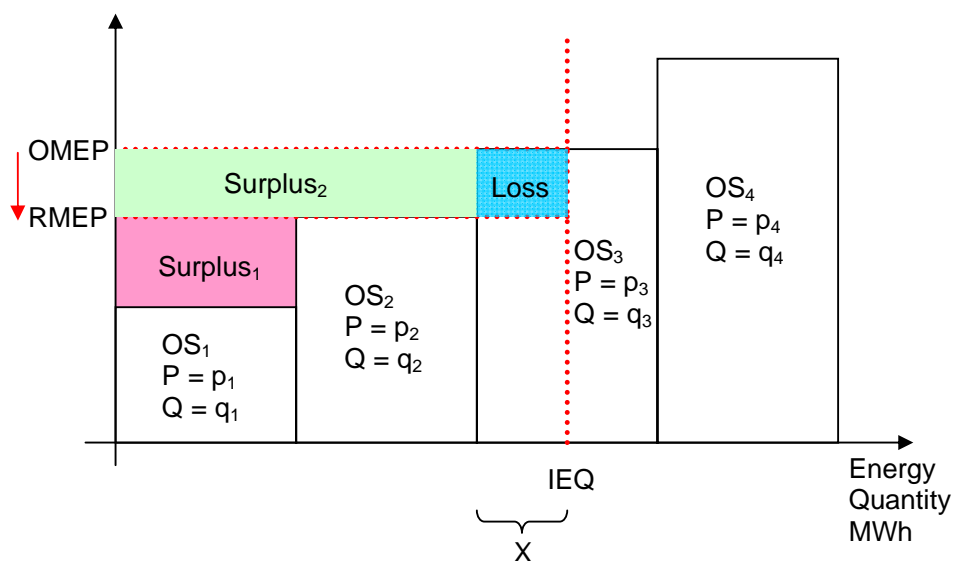 OMEP
RMEP
Surplus₂
Loss
Surplus₁
OS₁
P = p₁
Q = q₁
OS₂
P = p₂
Q = q₂
OS₃
P = p₃
Q = q₃
OS₄
P = p₄
Q = q₄
IEQ
X
Energy
Quantity
MWh